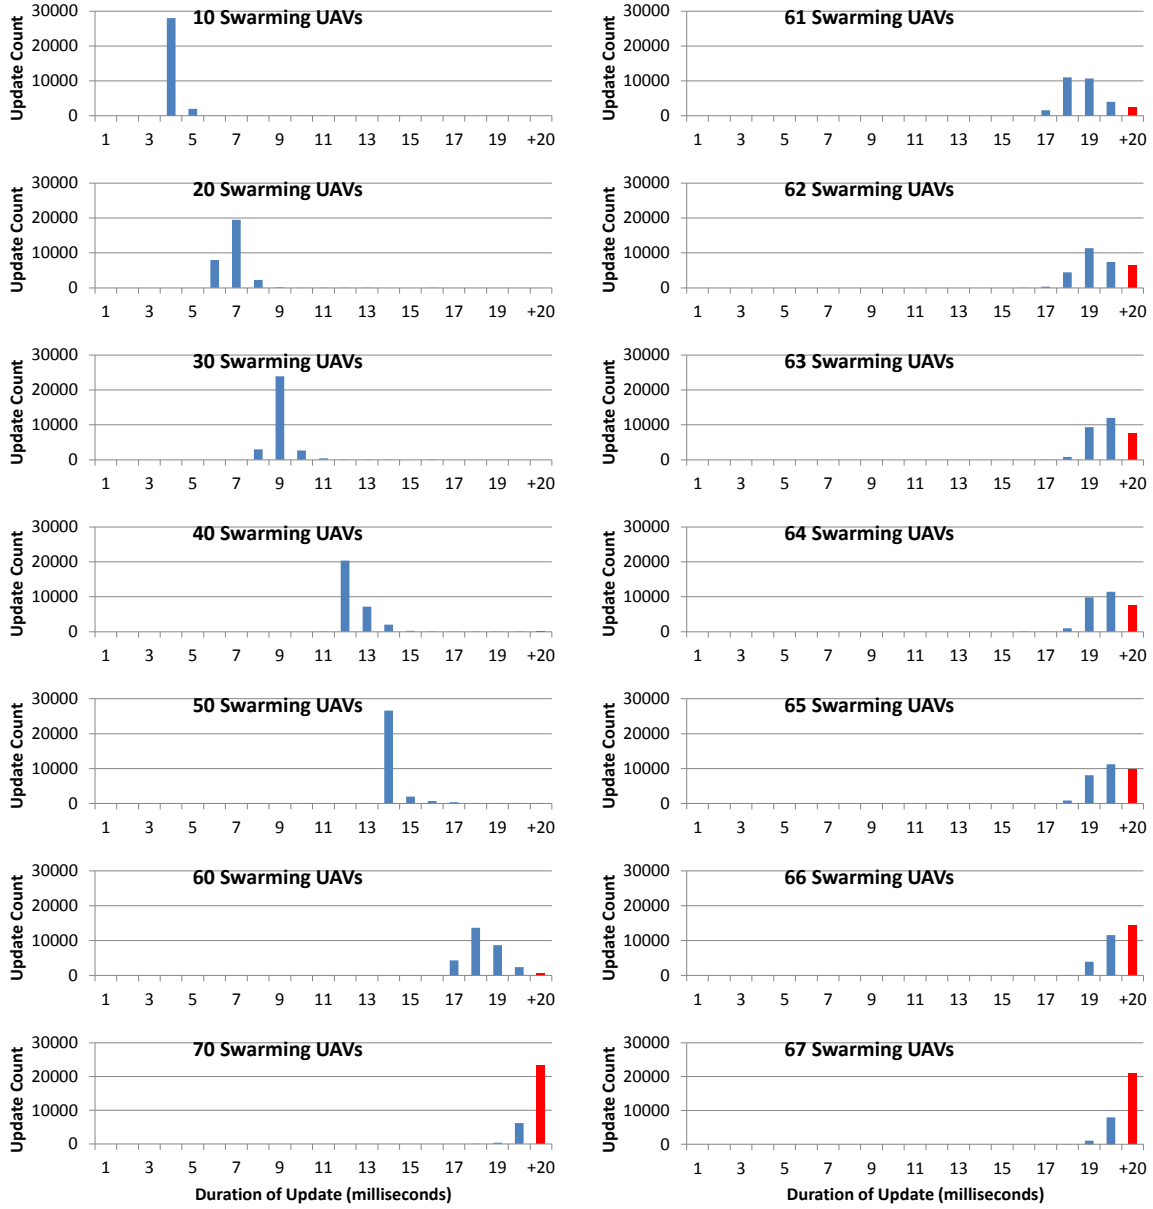 10 Swarming UAVs
Update Count
30000
20000
10000
0
1 3 5 7 9 11 13 15 17 19 +20
61 Swarming UAVs
Update Count
30000
20000
10000
0
1 3 5 7 9 11 13 15 17 19 +20
20 Swarming UAVs
Update Count
30000
20000
10000
0
1 3 5 7 9 11 13 15 17 19 +20
62 Swarming UAVs
Update Count
30000
20000
10000
0
1 3 5 7 9 11 13 15 17 19 +20
30 Swarming UAVs
Update Count
30000
20000
10000
0
1 3 5 7 9 11 13 15 17 19 +20
63 Swarming UAVs
Update Count
30000
20000
10000
0
1 3 5 7 9 11 13 15 17 19 +20
40 Swarming UAVs
Update Count
30000
20000
10000
0
1 3 5 7 9 11 13 15 17 19 +20
64 Swarming UAVs
Update Count
30000
20000
10000
0
1 3 5 7 9 11 13 15 17 19 +20
50 Swarming UAVs
Update Count
30000
20000
10000
0
1 3 5 7 9 11 13 15 17 19 +20
65 Swarming UAVs
Update Count
30000
20000
10000
0
1 3 5 7 9 11 13 15 17 19 +20
60 Swarming UAVs
Update Count
30000
20000
10000
0
1 3 5 7 9 11 13 15 17 19 +20
66 Swarming UAVs
Update Count
30000
20000
10000
0
1 3 5 7 9 11 13 15 17 19 +20
70 Swarming UAVs
Update Count
30000
20000
10000
0
1 3 5 7 9 11 13 15 17 19 +20
Duration of Update (milliseconds)
67 Swarming UAVs
Update Count
30000
20000
10000
0
1 3 5 7 9 11 13 15 17 19 +20
Duration of Update (milliseconds)